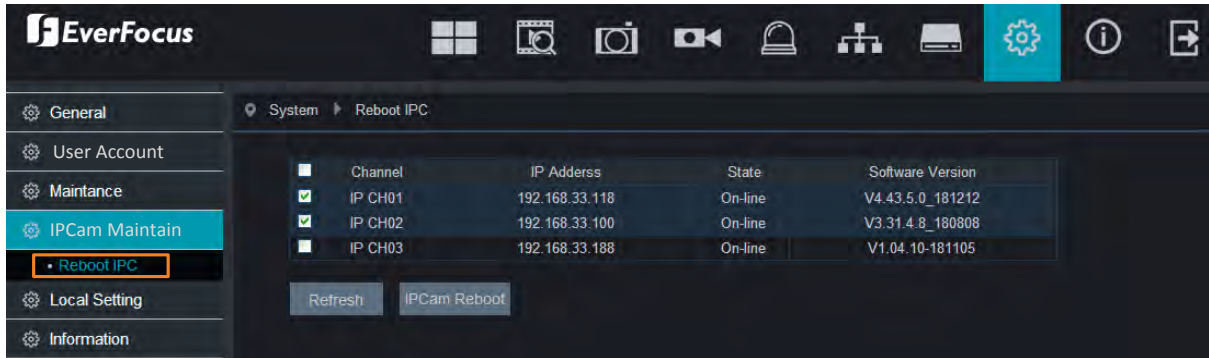 EverFocus
General
User Account
Maintance
IPCam Maintain
• Reboot IPC
Local Setting
Information
System Reboot IPC
Channel IP Adderss State Software Version
IP CH01 192.168.33.118 On-line V4.43.5.0_181212
IP CH02 192.168.33.100 On-line V3.31.4.8_180808
IP CH03 192.168.33.188 On-line V1.04.10-181105
Refresh IPCam Reboot